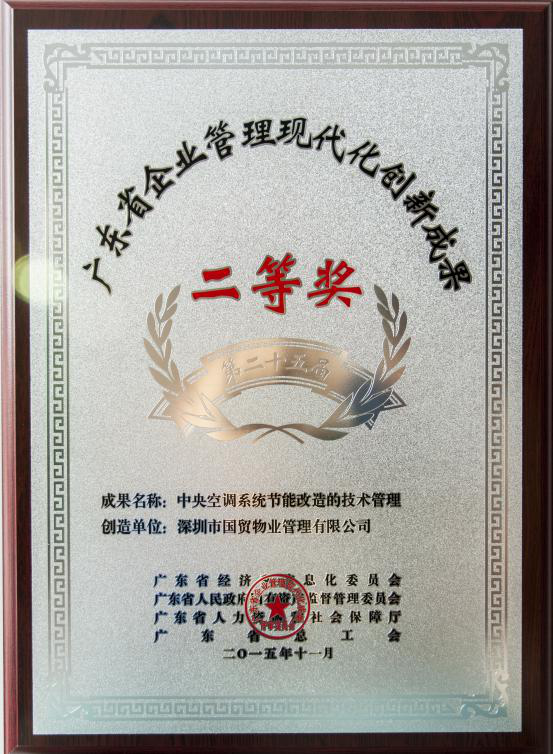 广东省企业管理现代化创新成果
二等奖
第二十五届
成果名称：中央空调系统节能改造的技术管理
创造单位：深圳市国贸物业管理有限公司
广东省经济 息化委员会
广东省人民政府国有资产监督管理委员会
广东省人力资 社会保障厅
广东省总工会
二〇一五年十一月